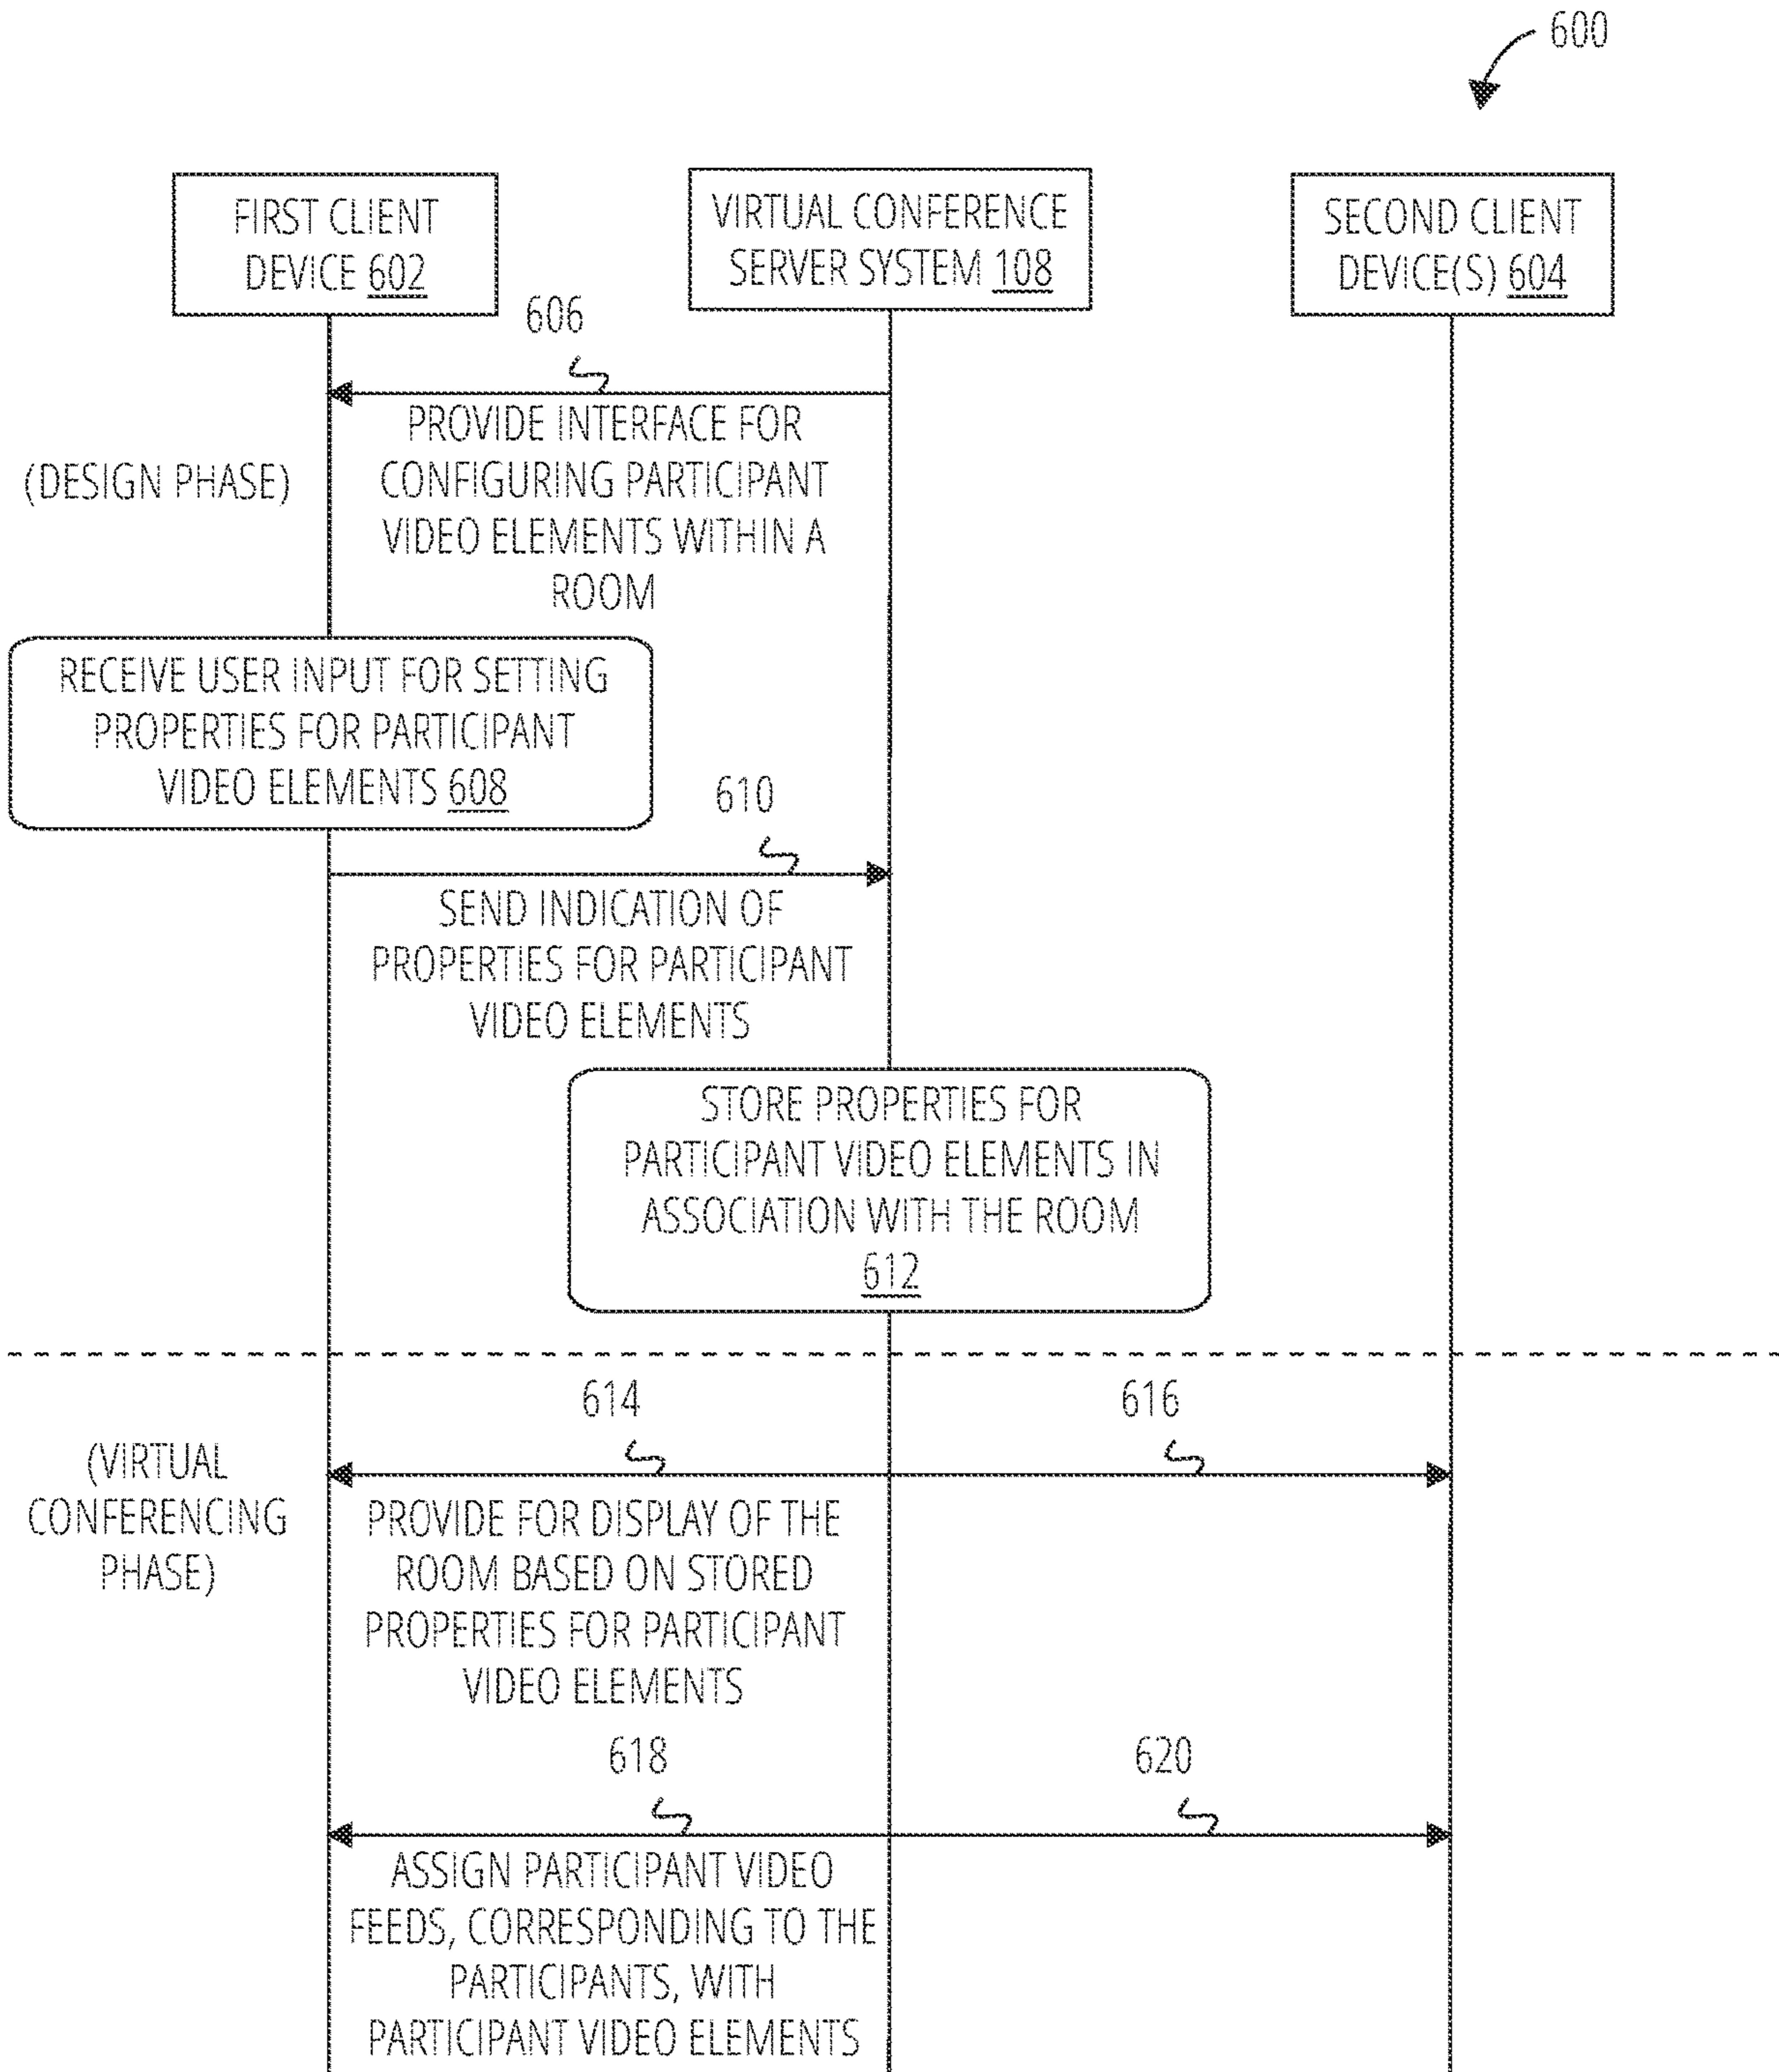 600
FIRST CLIENT
DEVICE 602
VIRTUAL CONFERENCE
SERVER SYSTEM 108
SECOND CLIENT
DEVICE(S) 604
606
PROVIDE INTERFACE FOR
CONFIGURING PARTICIPANT
VIDEO ELEMENTS WITHIN A
ROOM
(DESIGN PHASE)
RECEIVE USER INPUT FOR SETTING
PROPERTIES FOR PARTICIPANT
VIDEO ELEMENTS 608
610
SEND INDICATION OF
PROPERTIES FOR PARTICIPANT
VIDEO ELEMENTS
STORE PROPERTIES FOR
PARTICIPANT VIDEO ELEMENTS IN
ASSOCIATION WITH THE ROOM
612
614
616
(VIRTUAL
CONFERENCING
PHASE)
PROVIDE FOR DISPLAY OF THE
ROOM BASED ON STORED
PROPERTIES FOR PARTICIPANT
VIDEO ELEMENTS
618
620
ASSIGN PARTICIPANT VIDEO
FEEDS, CORRESPONDING TO THE
PARTICIPANTS, WITH
PARTICIPANT VIDEO ELEMENTS